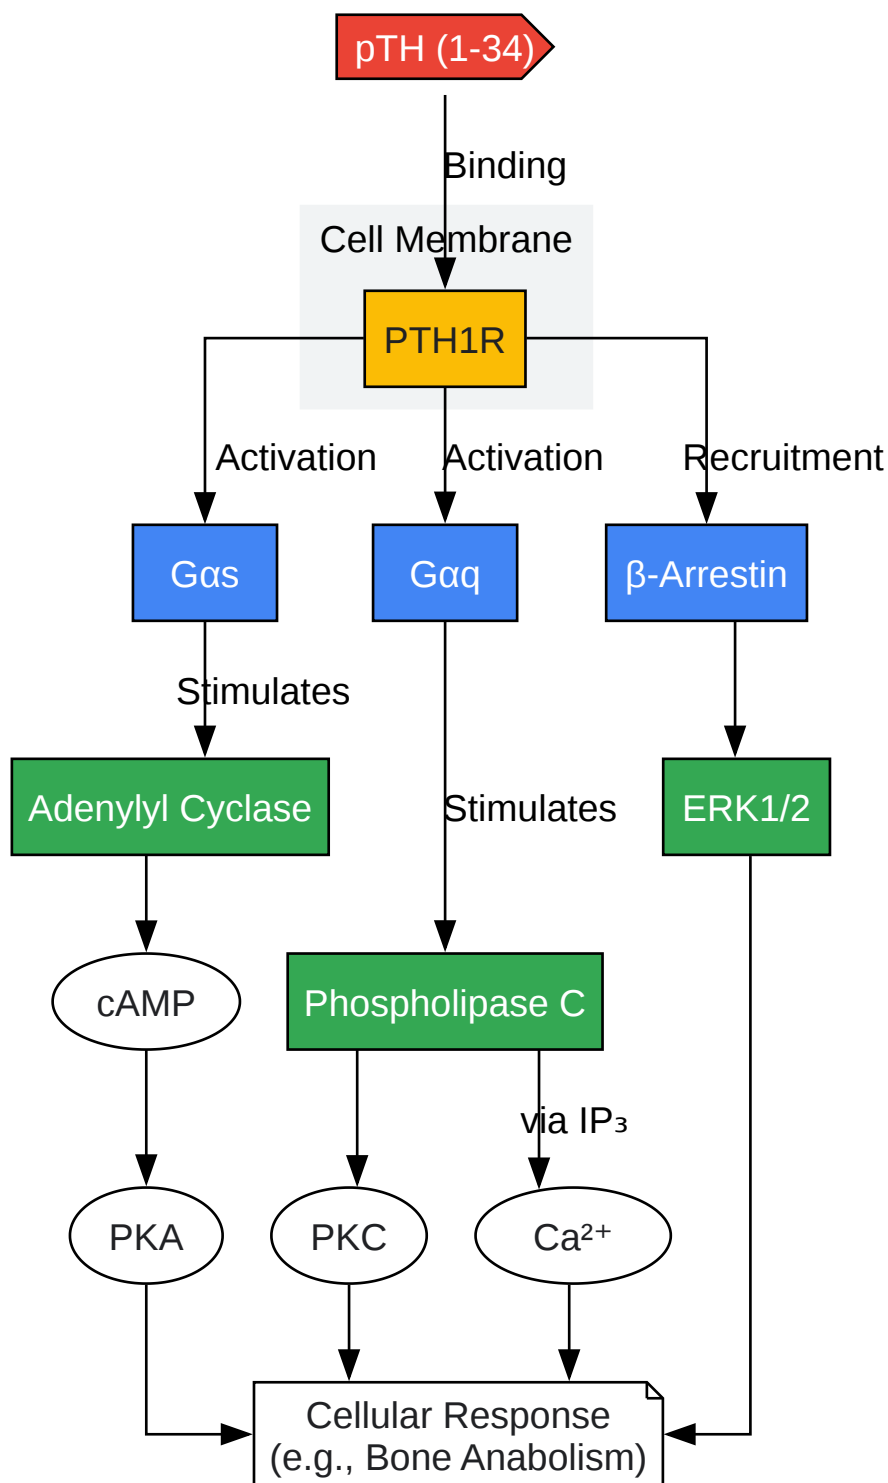 pTH (1-34)
Binding
Cell Membrane
PTH1R
Activation
Activation
Recruitment
Gαs
Gαq
β-Arrestin
Stimulates
Adenylyl Cyclase
Stimulates
ERK1/2
cAMP
Phospholipase C
via IP₃
PKA
PKC
Ca²⁺
Cellular Response
(e.g., Bone Anabolism)